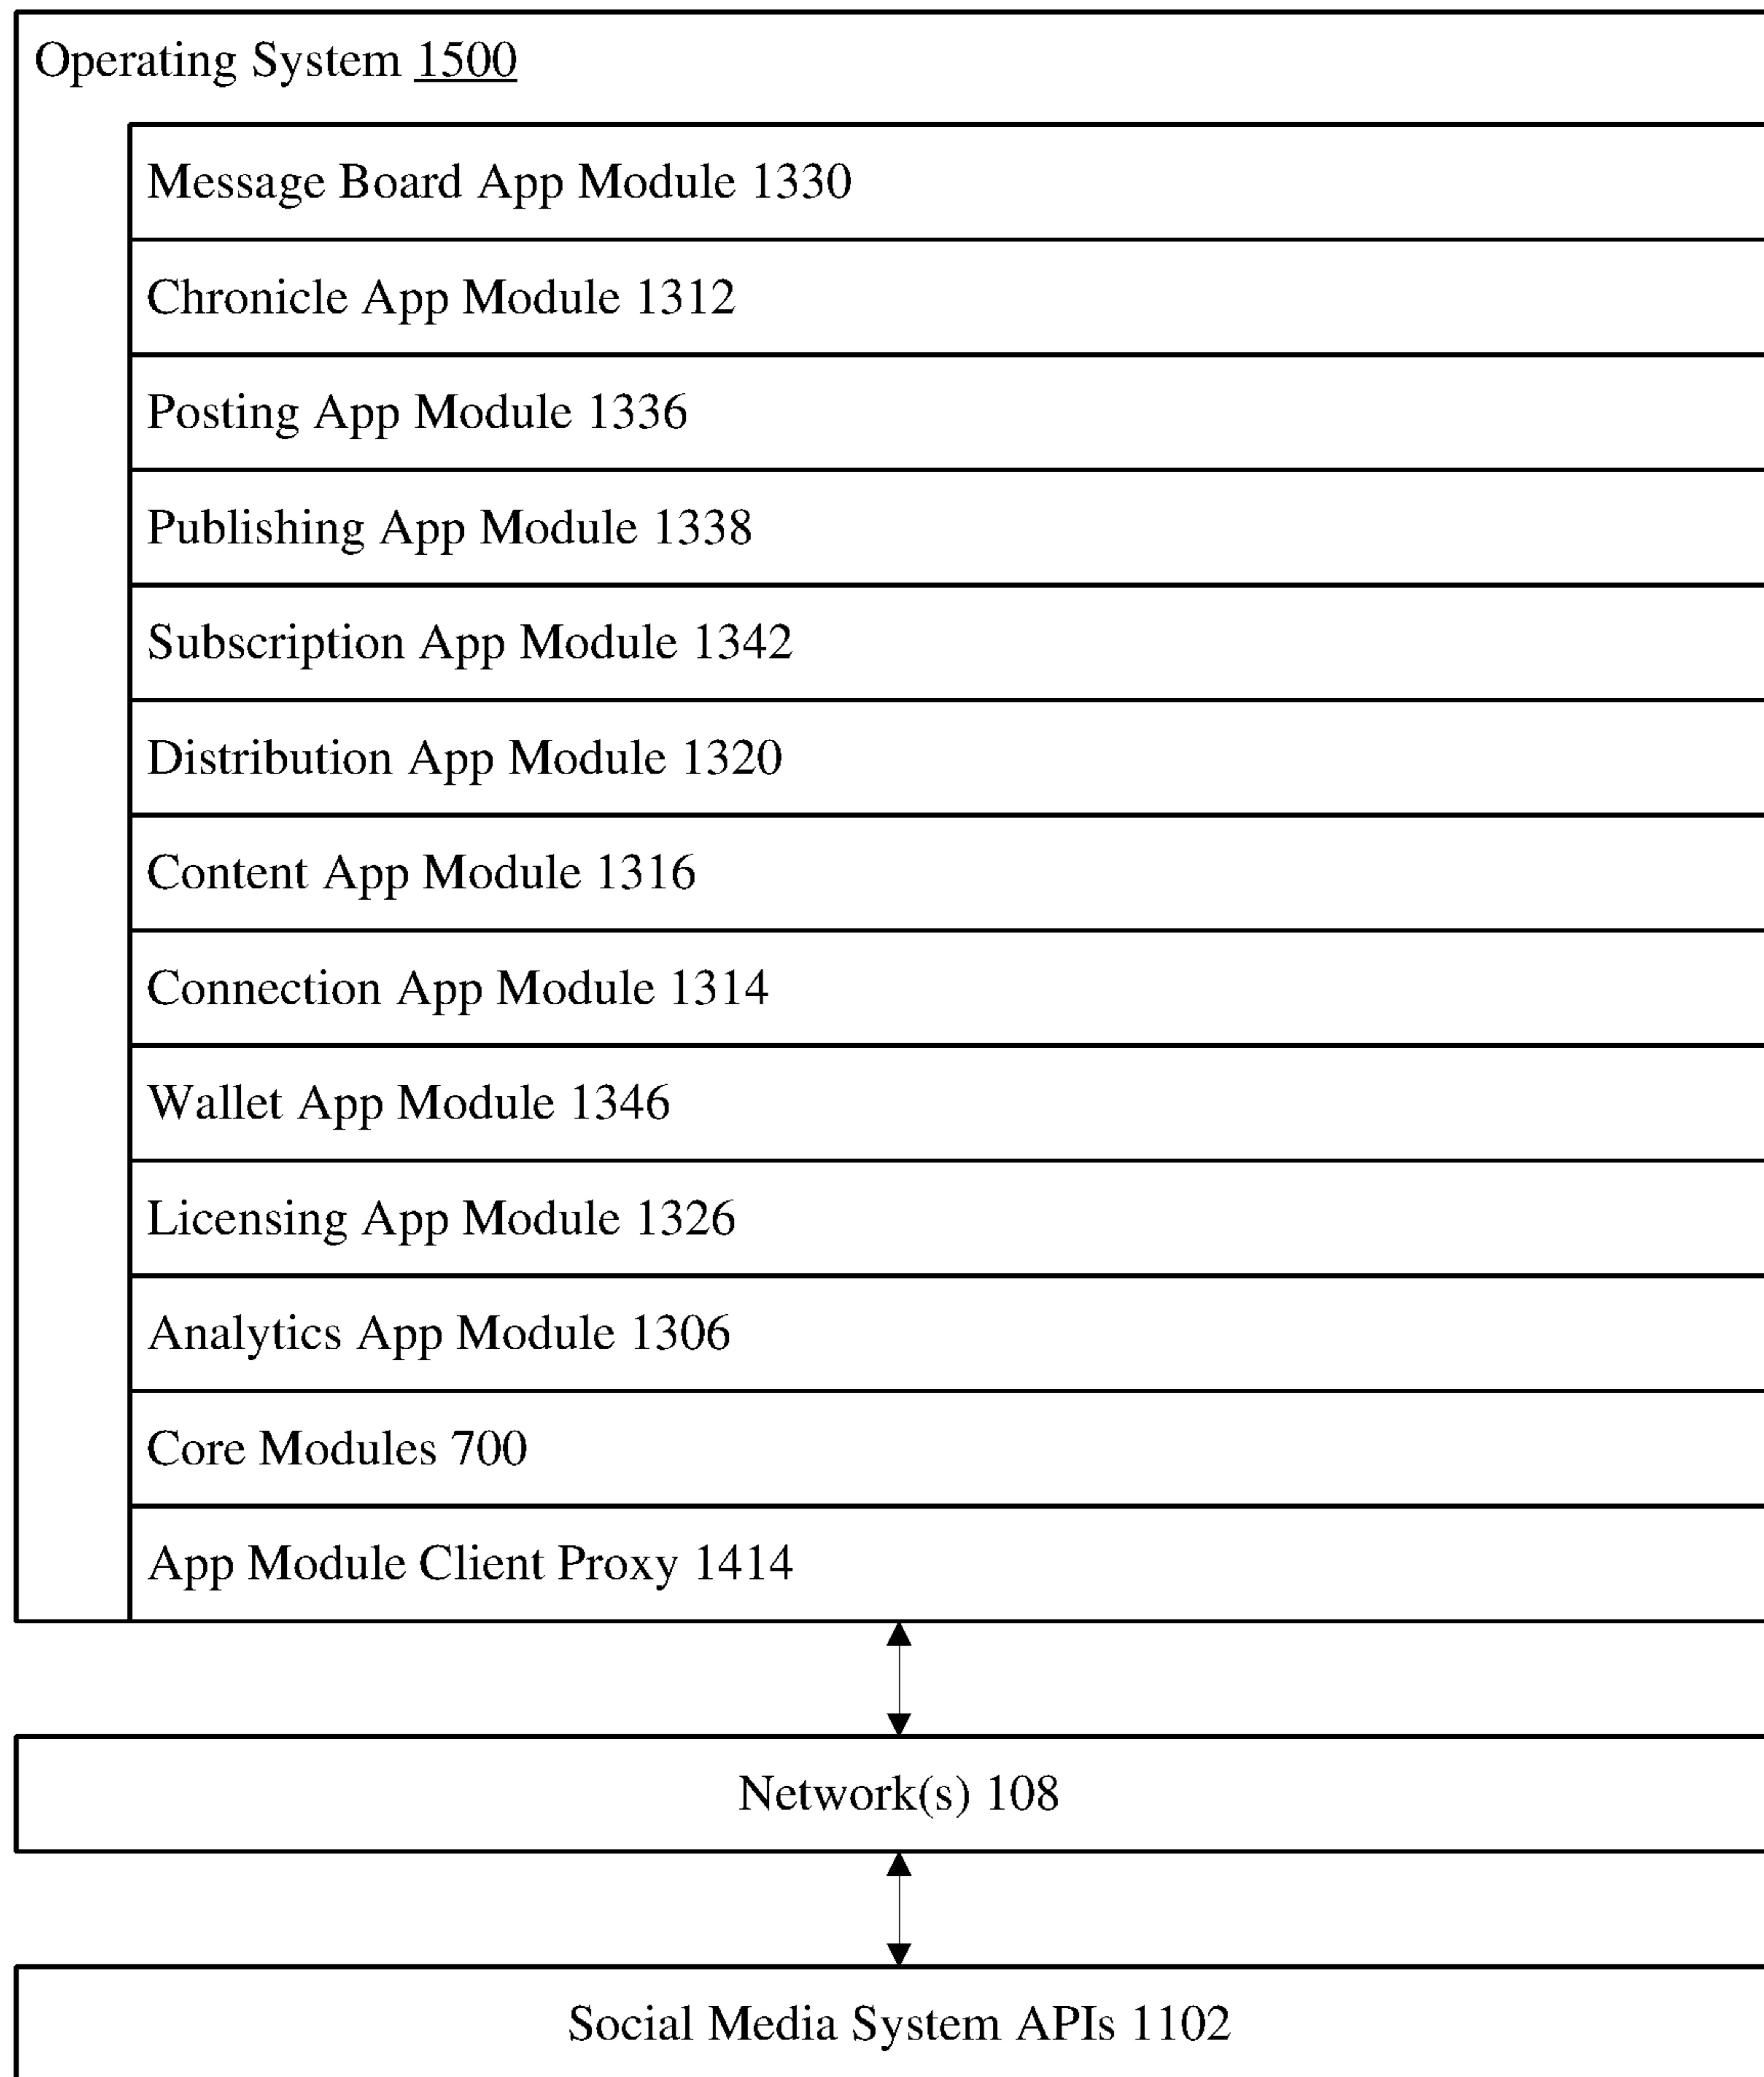 Operating System 1500
Message Board App Module 1330
Chronicle App Module 1312
Posting App Module 1336
Publishing App Module 1338
Subscription App Module 1342
Distribution App Module 1320
Content App Module 1316
Connection App Module 1314
Wallet App Module 1346
Licensing App Module 1326
Analytics App Module 1306
Core Modules 700
App Module Client Proxy 1414
Network(s) 108
Social Media System APIs 1102